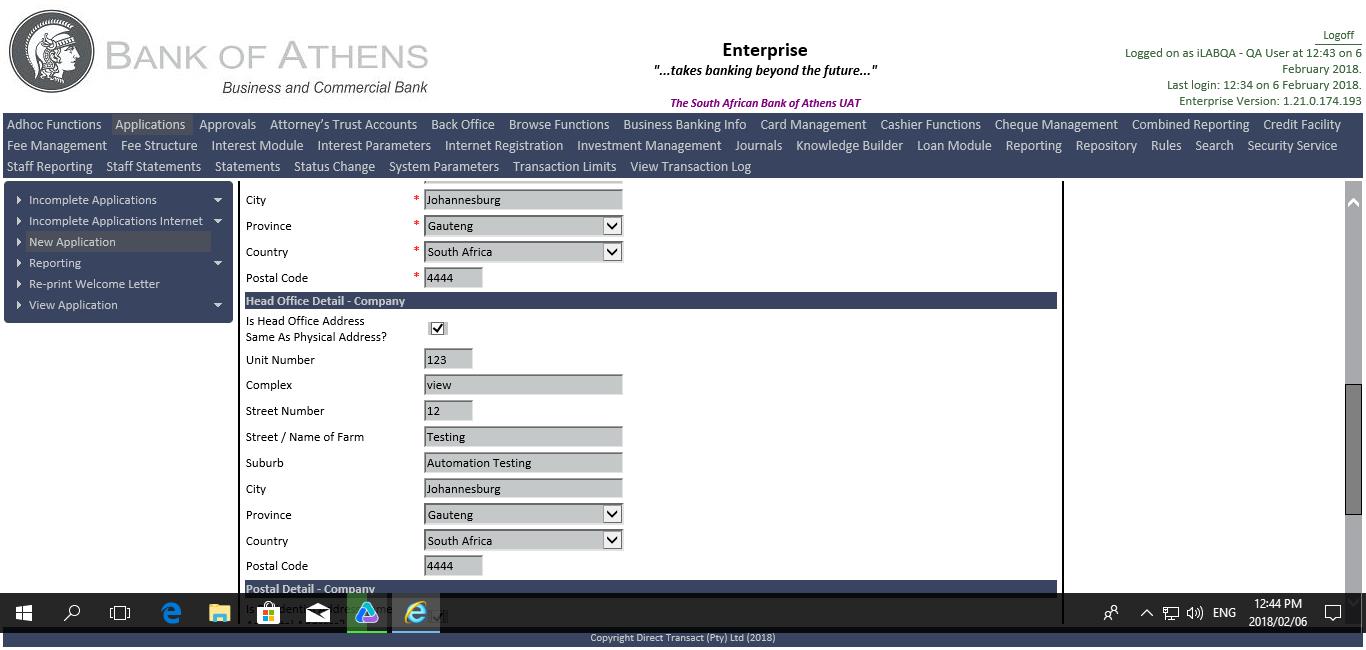 BANK OF ATHENS
Business and Commercial Bank
Enterprise
"...takes banking beyond the future..."
The South African Bank of Athens UAT
Logoff
Logged on as iLABQA - QA User at 12:43 on 6
February 2018.
Last login: 12:34 on 6 February 2018.
Enterprise Version: 1.21.0.174.193
Adhoc Functions Applications Approvals Attorney's Trust Accounts Back Office Browse Functions Business Banking Info Card Management Cashier Functions Cheque Management Combined Reporting Credit Facility
Fee Management Fee Structure Interest Module Interest Parameters Internet Registration Investment Management Journals Knowledge Builder Loan Module Reporting Repository Rules Search Security Service
Staff Reporting Staff Statements Statements Status Change System Parameters Transaction Limits View Transaction Log
Incomplete Applications
Incomplete Applications Internet
New Application
Reporting
Re-print Welcome Letter
View Application
City * Johannesburg
Province * Gauteng
Country * South Africa
Postal Code * 4444
Head Office Detail - Company
Is Head Office Address
Same As Physical Address?
Unit Number 123
Complex view
Street Number 12
Street / Name of Farm Testing
Suburb Automation Testing
City Johannesburg
Province Gauteng
Country South Africa
Postal Code 4444
Postal Detail - Company
ENG
12:44 PM
2018/02/06
Copyright Direct Transact (Pty) Ltd (2018)